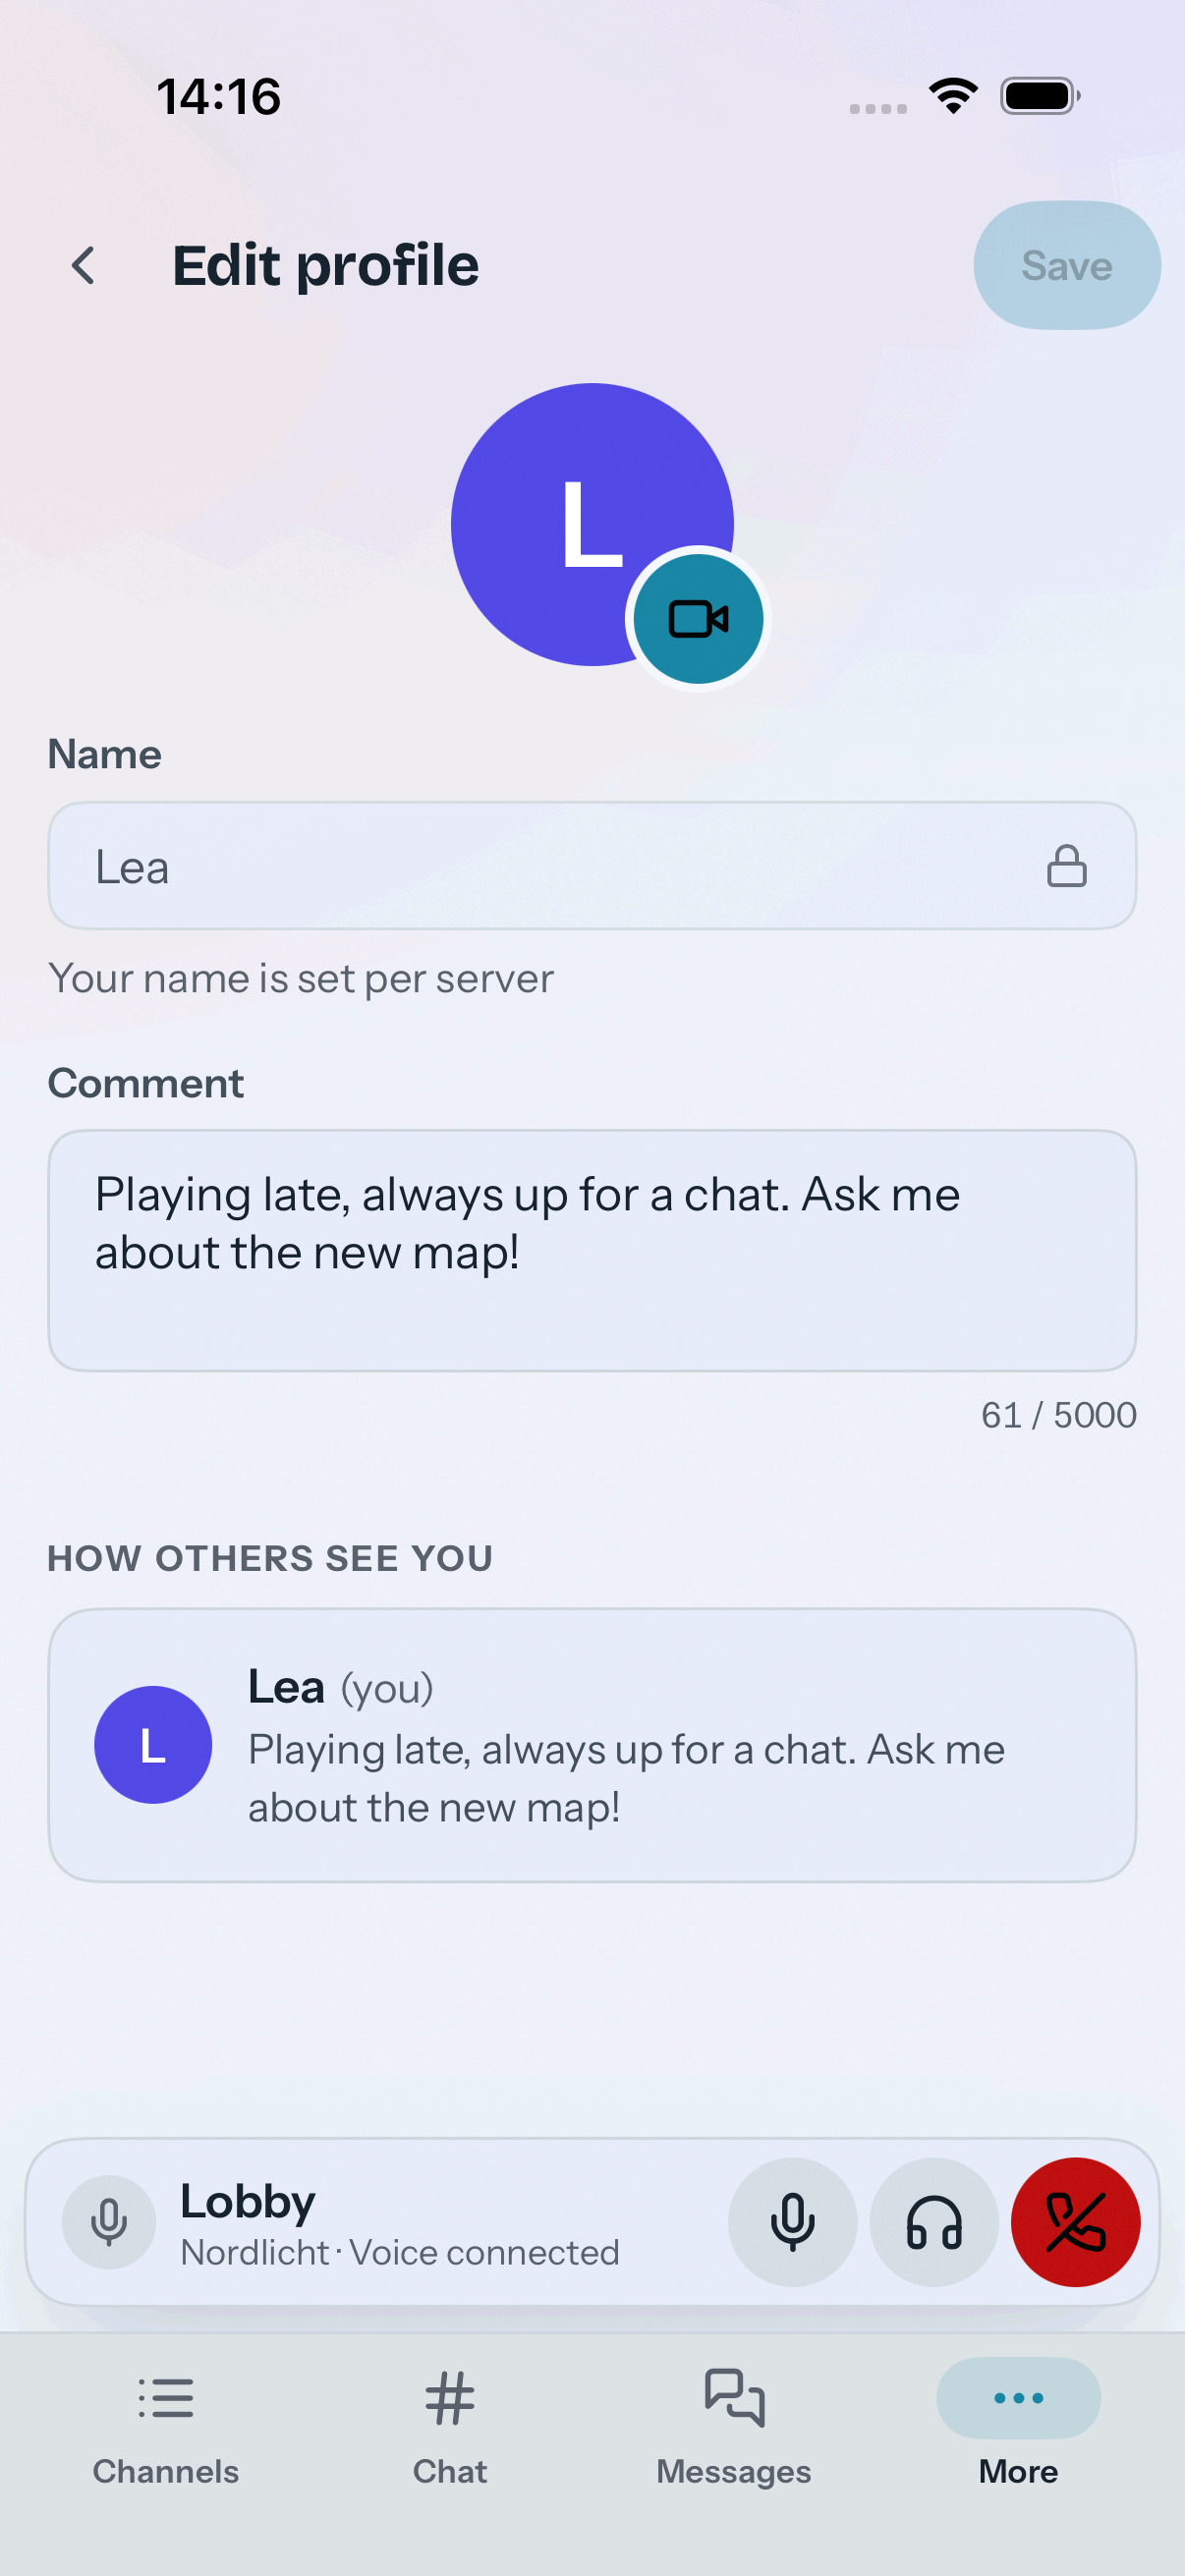 14:16
Edit profile
Save
L
Name
Lea
Your name is set per server
Comment
Playing late, always up for a chat. Ask me
about the new map!
61 / 5000
HOW OTHERS SEE YOU
L
Lea (you)
Playing late, always up for a chat. Ask me
about the new map!
Lobby
Nordlicht · Voice connected
Channels
Chat
Messages
More